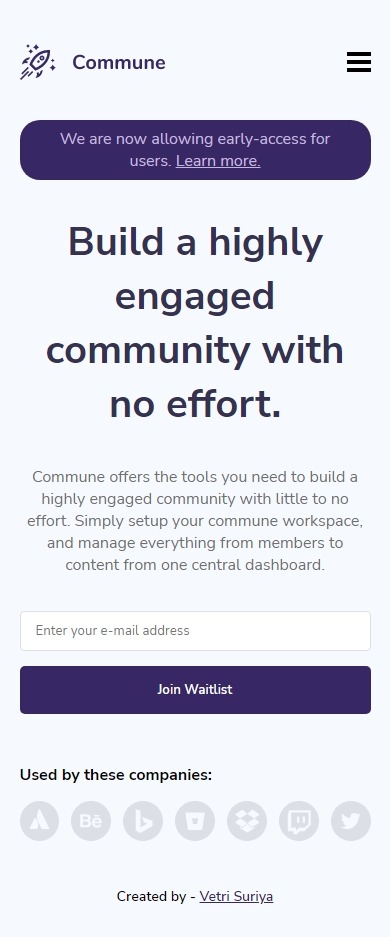 Commune
We are now allowing early-access for
users. Learn more.
Build a highly
engaged
community with
no effort.
Commune offers the tools you need to build a
highly engaged community with little to no
effort. Simply setup your commune workspace,
and manage everything from members to
content from one central dashboard.
Enter your e-mail address
Join Waitlist
Used by these companies:
Bē
Created by - Vetri Suriya